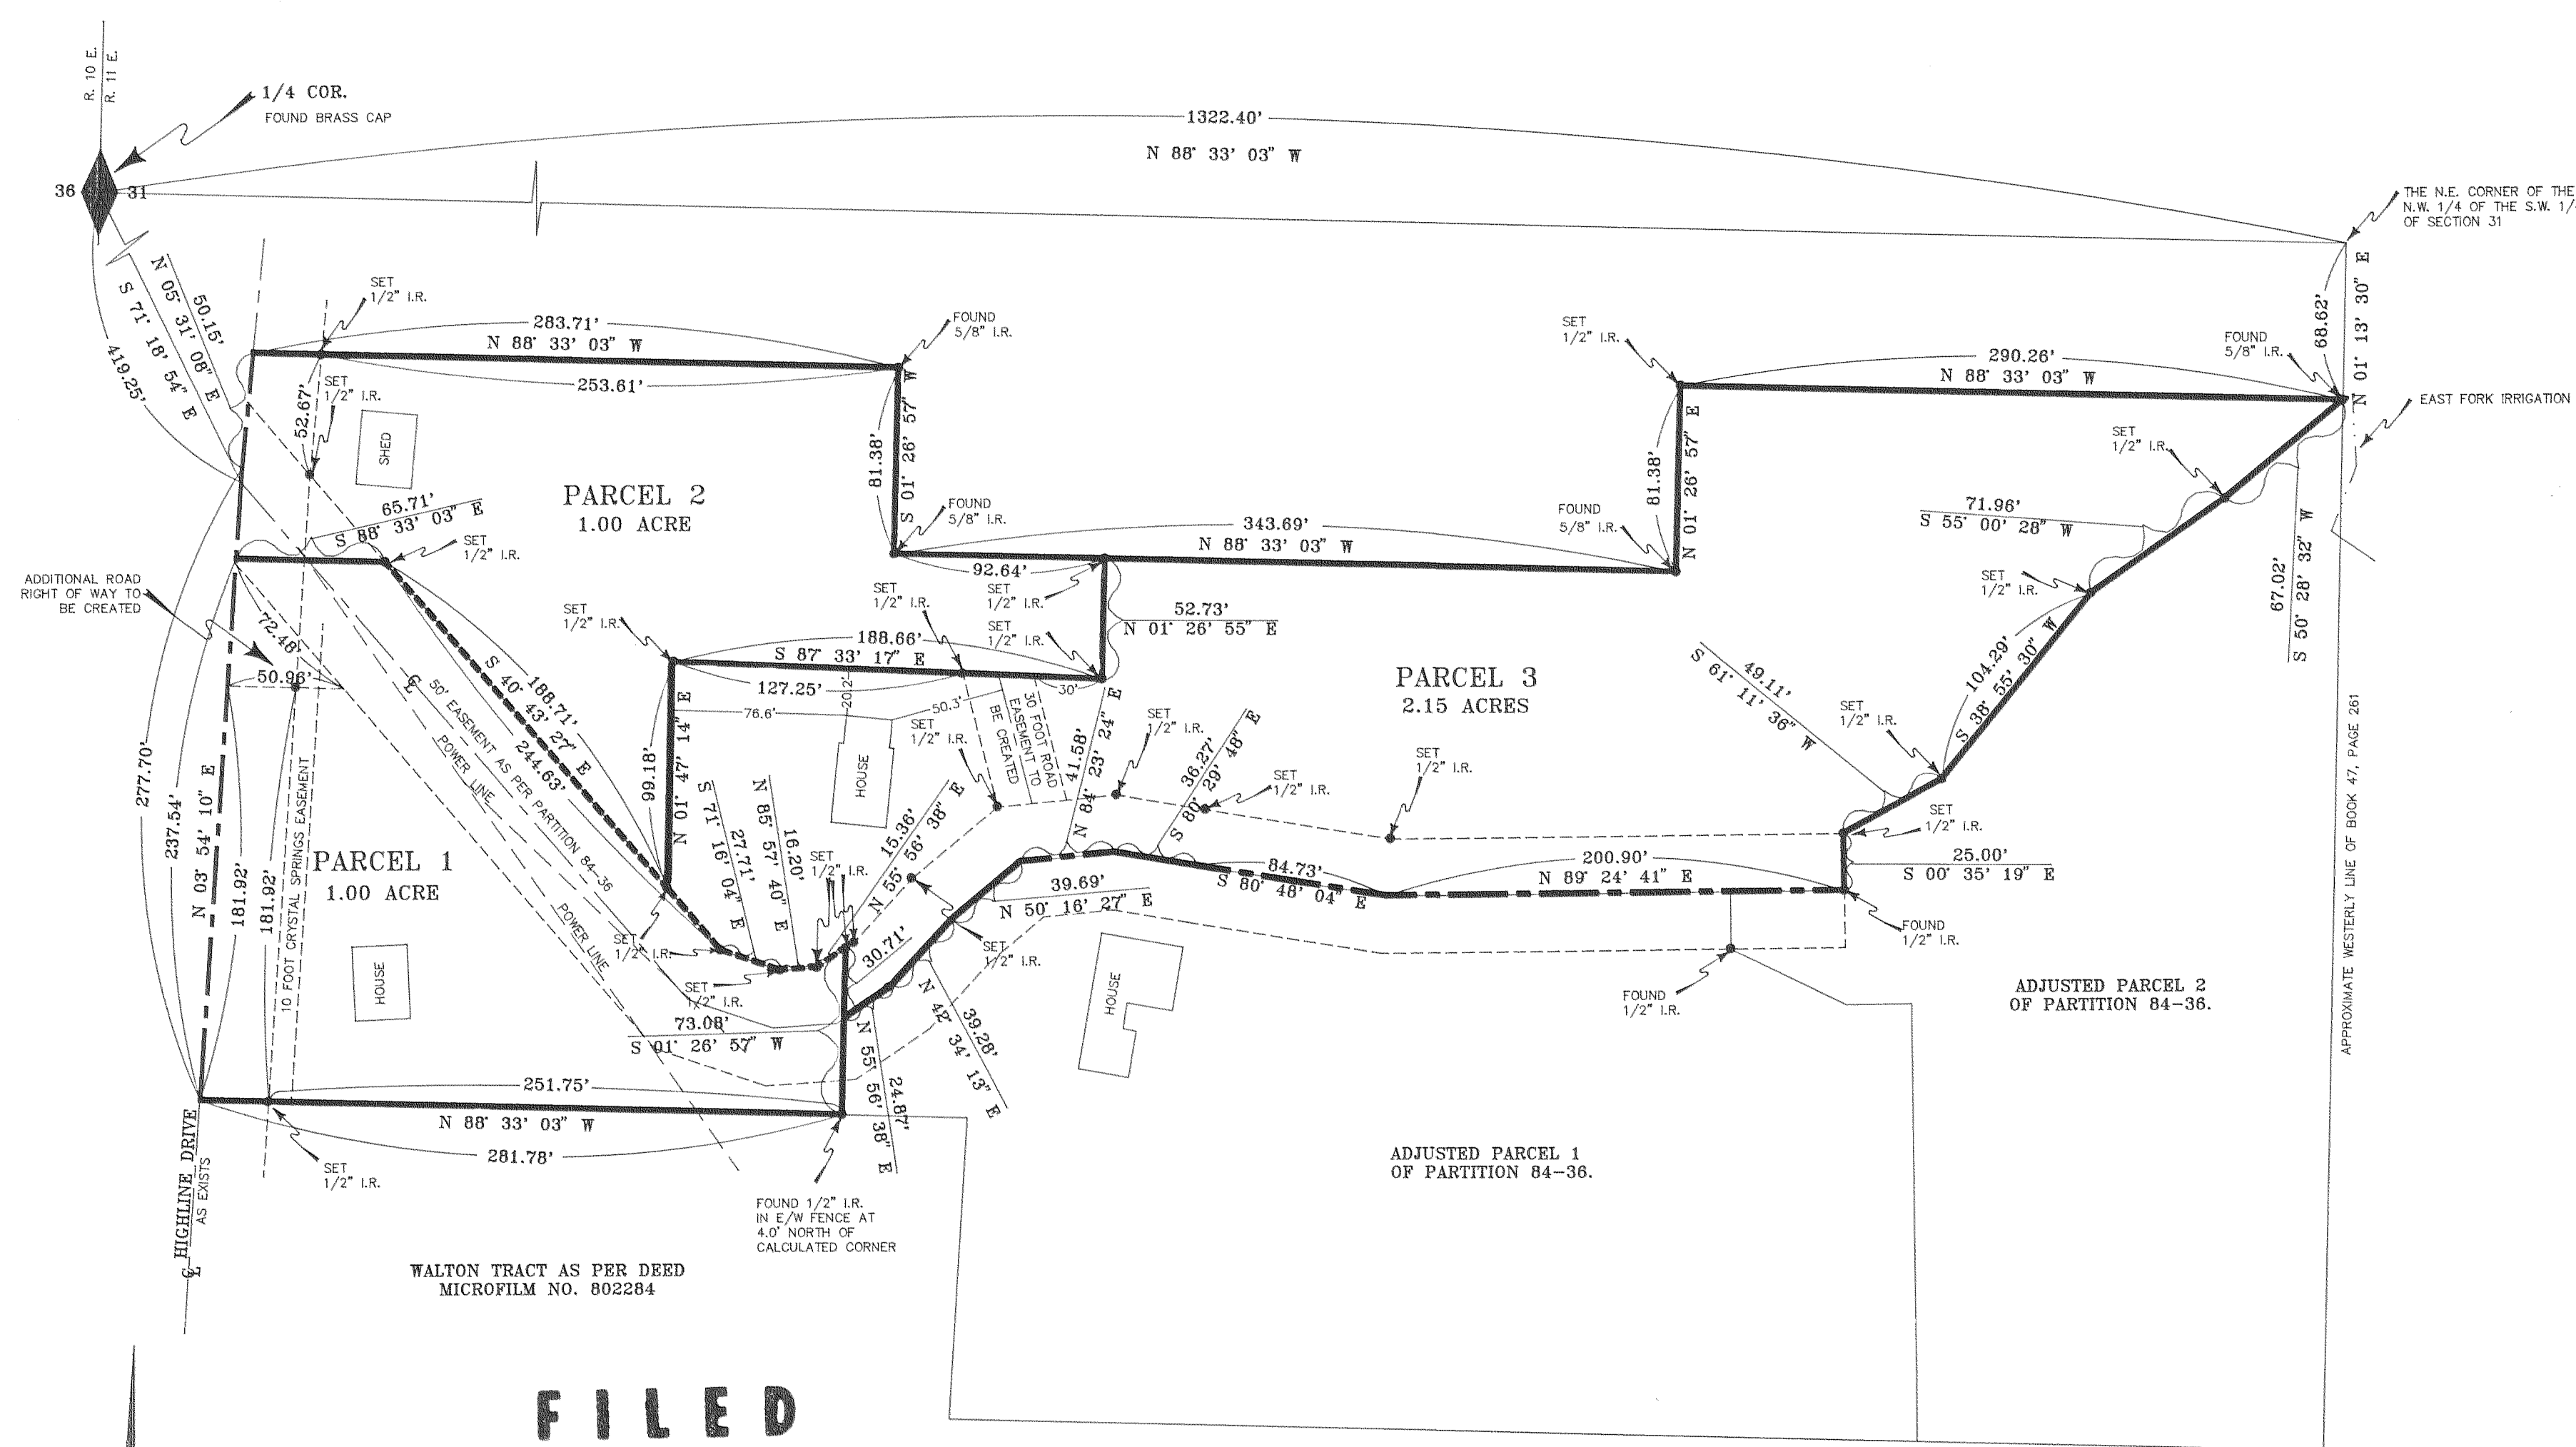 R. 10 E.
R. 11 E.
1/4 COR.
FOUND BRASS CAP
36
31
1322.40'
N 88° 33' 03" W
THE N.E. CORNER OF THE
N.W. 1/4 OF THE S.W.
OF SECTION 31
N 01° 13' 30" E
68.62'
EAST FORK IRRIGATION
50.15'
N 05° 31' 08" E
S 71° 18' 54" E
419.25'
SET
1/2" I.R.
283.71'
N 88° 33' 03" W
253.61'
FOUND
5/8" I.R.
SET
1/2" I.R.
52.67'
SHED
65.71'
S 88° 33' 03" E
SET
1/2" I.R.
PARCEL 2
1.00 ACRE
81.38'
S 01° 26' 57" W
FOUND
5/8" I.R.
343.69'
N 88° 33' 03" W
92.64'
FOUND
5/8" I.R.
SET
1/2" I.R.
81.38'
N 01° 26' 57" E
290.26'
N 88° 33' 03" W
FOUND
5/8" I.R.
SET
1/2" I.R.
71.96'
S 55° 00' 28" W
67.02'
S 50° 28' 32" W
SET
1/2" I.R.
104.29'
S 38° 55' 30" W
49.11'
S 61° 11' 36" W
SET
1/2" I.R.
SET
1/2" I.R.
25.00'
S 00° 35' 19" E
FOUND
1/2" I.R.
PARCEL 3
2.15 ACRES
52.73'
N 01° 26' 55" E
SET
1/2" I.R.
SET
1/2" I.R.
SET
1/2" I.R.
SET
1/2" I.R.
188.66'
S 87° 33' 17" E
127.25'
30'
20.2'
76.6'
50.3'
HOUSE
30 FOOT ROAD
EASEMENT TO
BE CREATED
SET
1/2" I.R.
41.58'
N 84° 23' 24" E
SET
1/2" I.R.
36.27'
S 80° 29' 48" E
SET
1/2" I.R.
SET
1/2" I.R.
84.73'
S 80° 48' 04" E
200.90'
N 89° 24' 41" E
39.69'
N 50° 16' 27" E
ADDITIONAL ROAD
RIGHT OF WAY TO
BE CREATED
72.48'
50.96'
277.70'
237.54'
N 03° 54' 10" E
181.92'
181.92'
10 FOOT CRYSTAL SPRINGS EASEMENT
PARCEL 1
1.00 ACRE
HOUSE
188.71'
S 40° 43' 27" E
244.63'
CL
50' EASEMENT AS PER PARTITION 84-36
POWER LINE
POWER LINE
99.18'
N 01° 47' 14" E
S 71° 16' 04" E
27.71'
N 85° 57' 40" E
16.20'
SET
1/2" I.R.
15.36'
N 55° 56' 38" E
SET
1/2" I.R.
SET
1/2" I.R.
SET
1/2" I.R.
30.71'
39.28'
N 42° 34' 13" E
24.87'
N 55° 56' 38" E
73.08'
S 01° 26' 57" W
251.75'
N 88° 33' 03" W
281.78'
SET
1/2" I.R.
FOUND 1/2" I.R.
IN E/W FENCE AT
4.0' NORTH OF
CALCULATED CORNER
HOUSE
FOUND
1/2" I.R.
ADJUSTED PARCEL 2
OF PARTITION 84-36.
ADJUSTED PARCEL 1
OF PARTITION 84-36.
APPROXIMATE WESTERLY LINE OF BOOK 47, PAGE 261
CL HIGHLINE DRIVE
AS EXISTS
WALTON TRACT AS PER DEED
MICROFILM NO. 802284
FILED